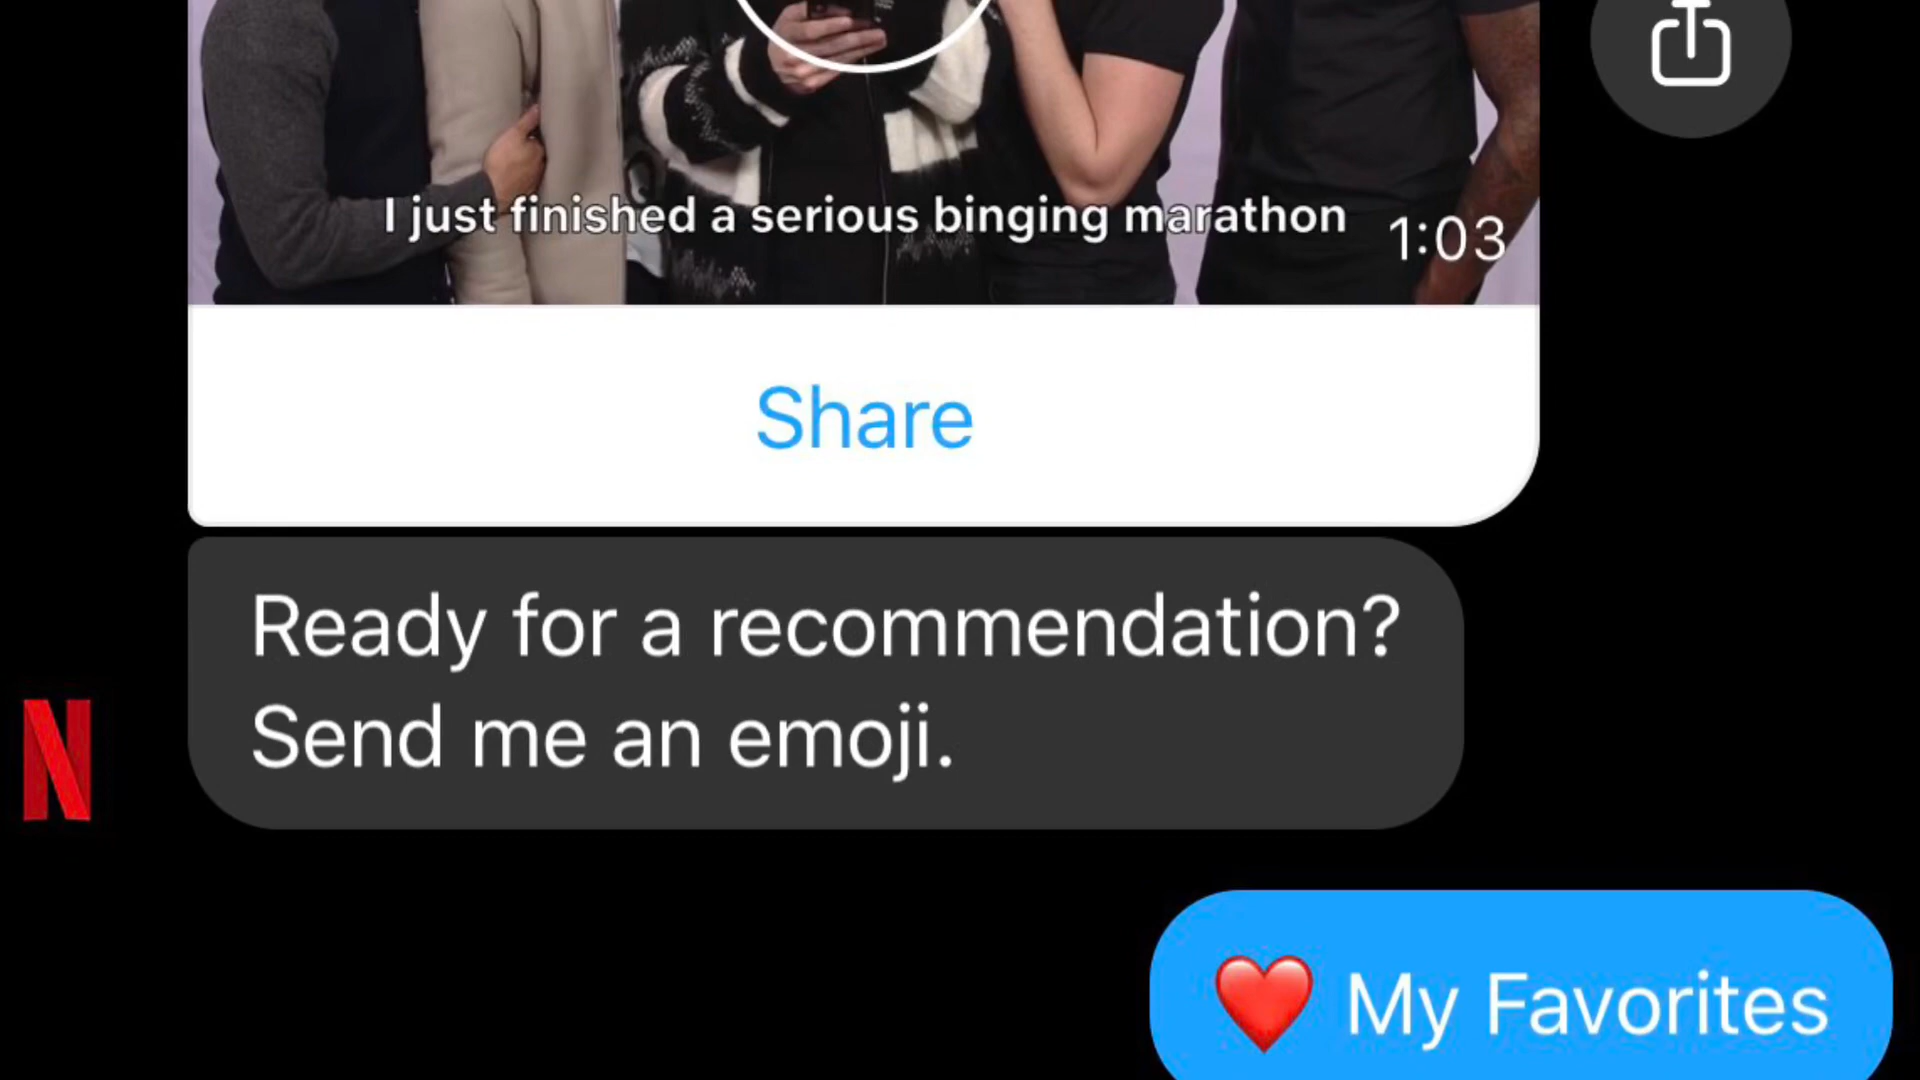 I just finished a serious binging marathon
1:03
Share
Ready for a recommendation?
Send me an emoji.
N
❤️ My Favorites